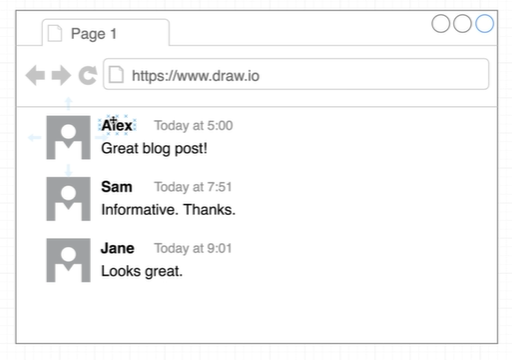 Page 1
https://www.draw.io
Alex Today at 5:00
Great blog post!
Sam Today at 7:51
Informative. Thanks.
Jane Today at 9:01
Looks great.